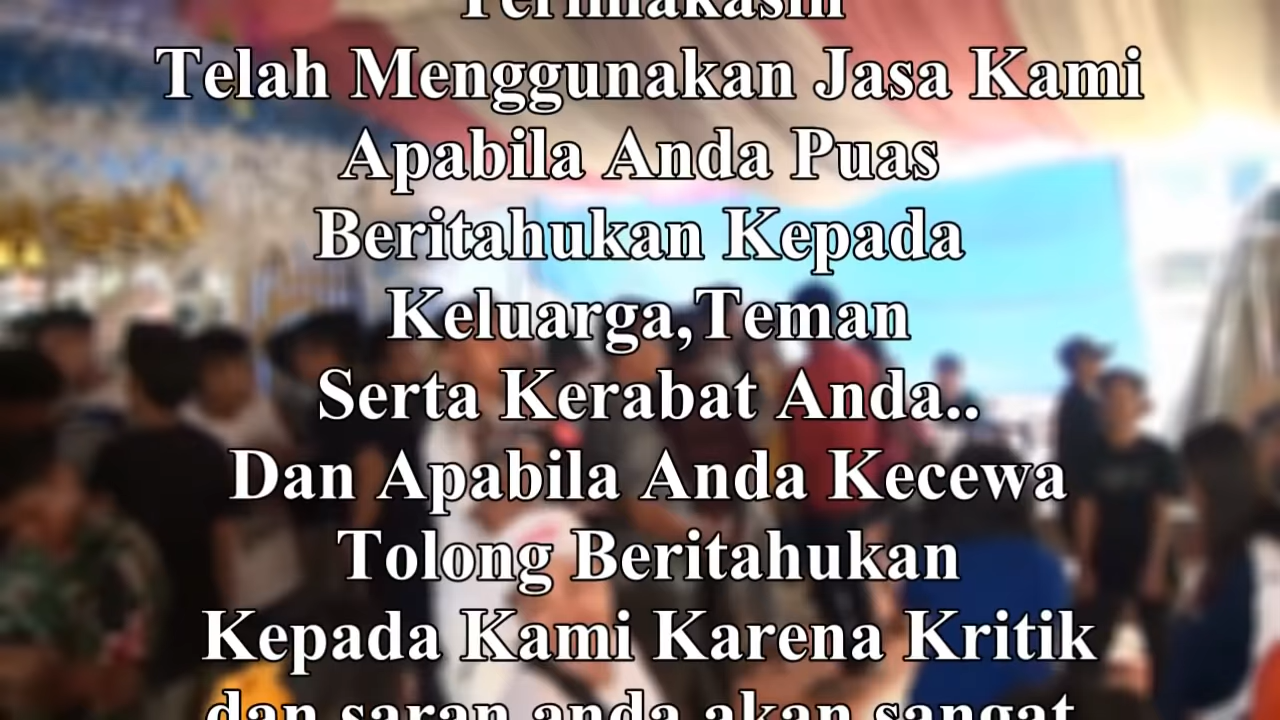 Terimakasih
Telah Menggunakan Jasa Kami
Apabila Anda Puas
Beritahukan Kepada
Keluarga,Teman
Serta Kerabat Anda..
Dan Apabila Anda Kecewa
Tolong Beritahukan
Kepada Kami Karena Kritik
dan saran anda akan sangat